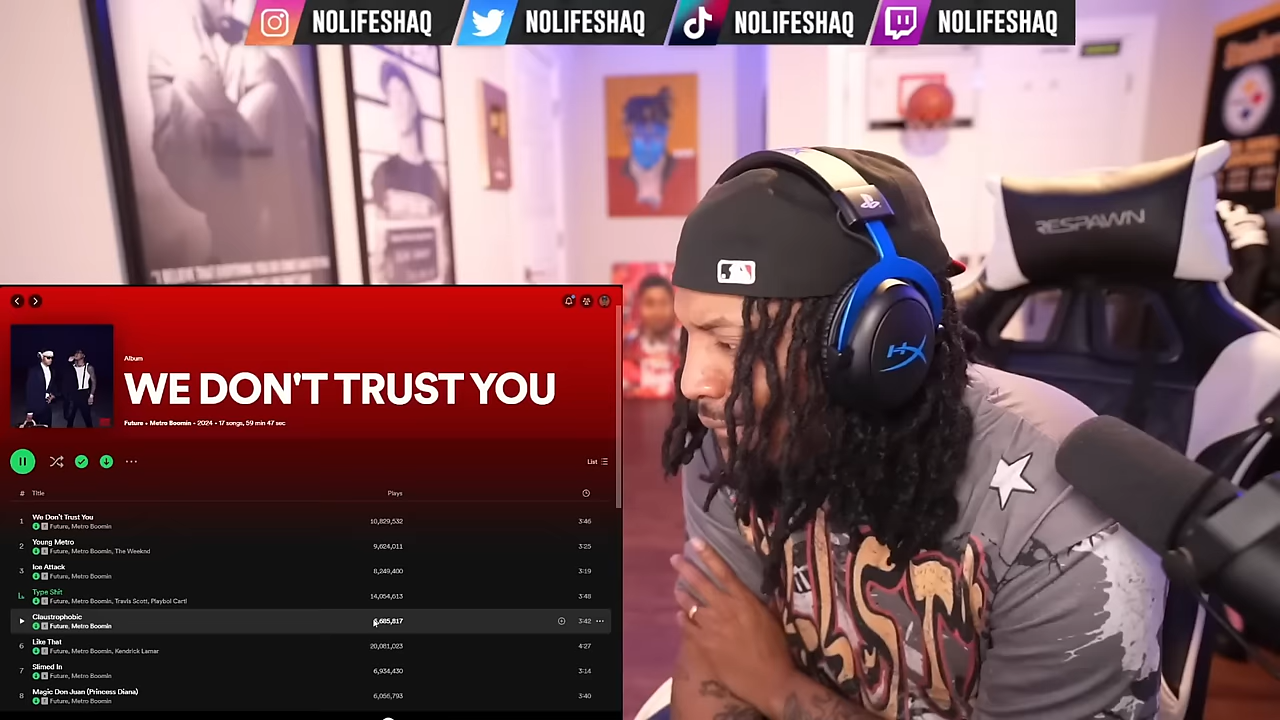 NOLIFESHAQ NOLIFESHAQ NOLIFESHAQ NOLIFESHAQ
Steelers
RESPAWN
HX
Album
WE DON'T TRUST YOU
Future • Metro Boomin • 2024 • 17 songs, 59 min 47 sec
List
# Title Plays
1 We Don't Trust You 10,829,532 3:46
E Future, Metro Boomin
2 Young Metro 9,624,011 3:25
E Future, Metro Boomin, The Weeknd
3 Ice Attack 8,249,400 3:19
E Future, Metro Boomin
Type Shit 14,054,613 3:48
E Future, Metro Boomin, Travis Scott, Playboi Carti
Claustrophobic 6,685,817 3:42
E Future, Metro Boomin
6 Like That 20,081,023 4:27
E Future, Metro Boomin, Kendrick Lamar
7 Slimed In 6,934,430 3:14
E Future, Metro Boomin
8 Magic Don Juan (Princess Diana) 6,056,793 3:40
E Future, Metro Boomin